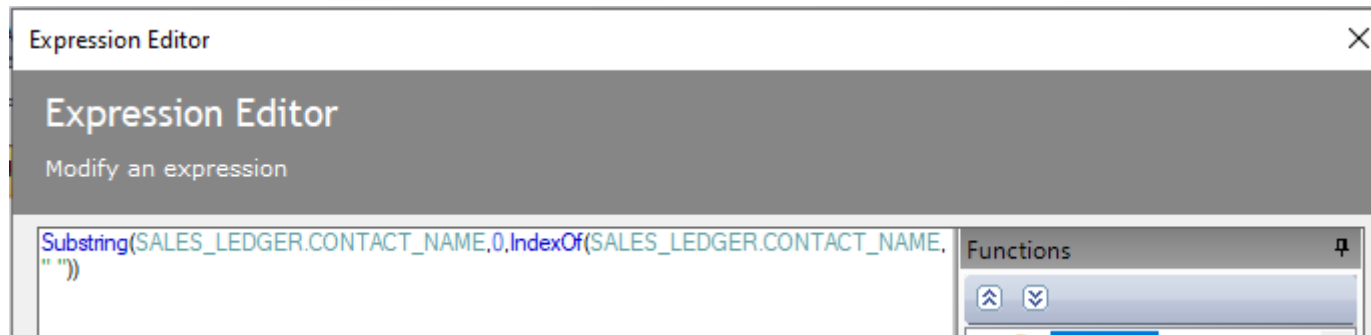 Expression Editor
Expression Editor
Modify an expression
Substring(SALES_LEDGER.CONTACT_NAME,0,IndexOf(SALES_LEDGER.CONTACT_NAME,
" "))
Functions